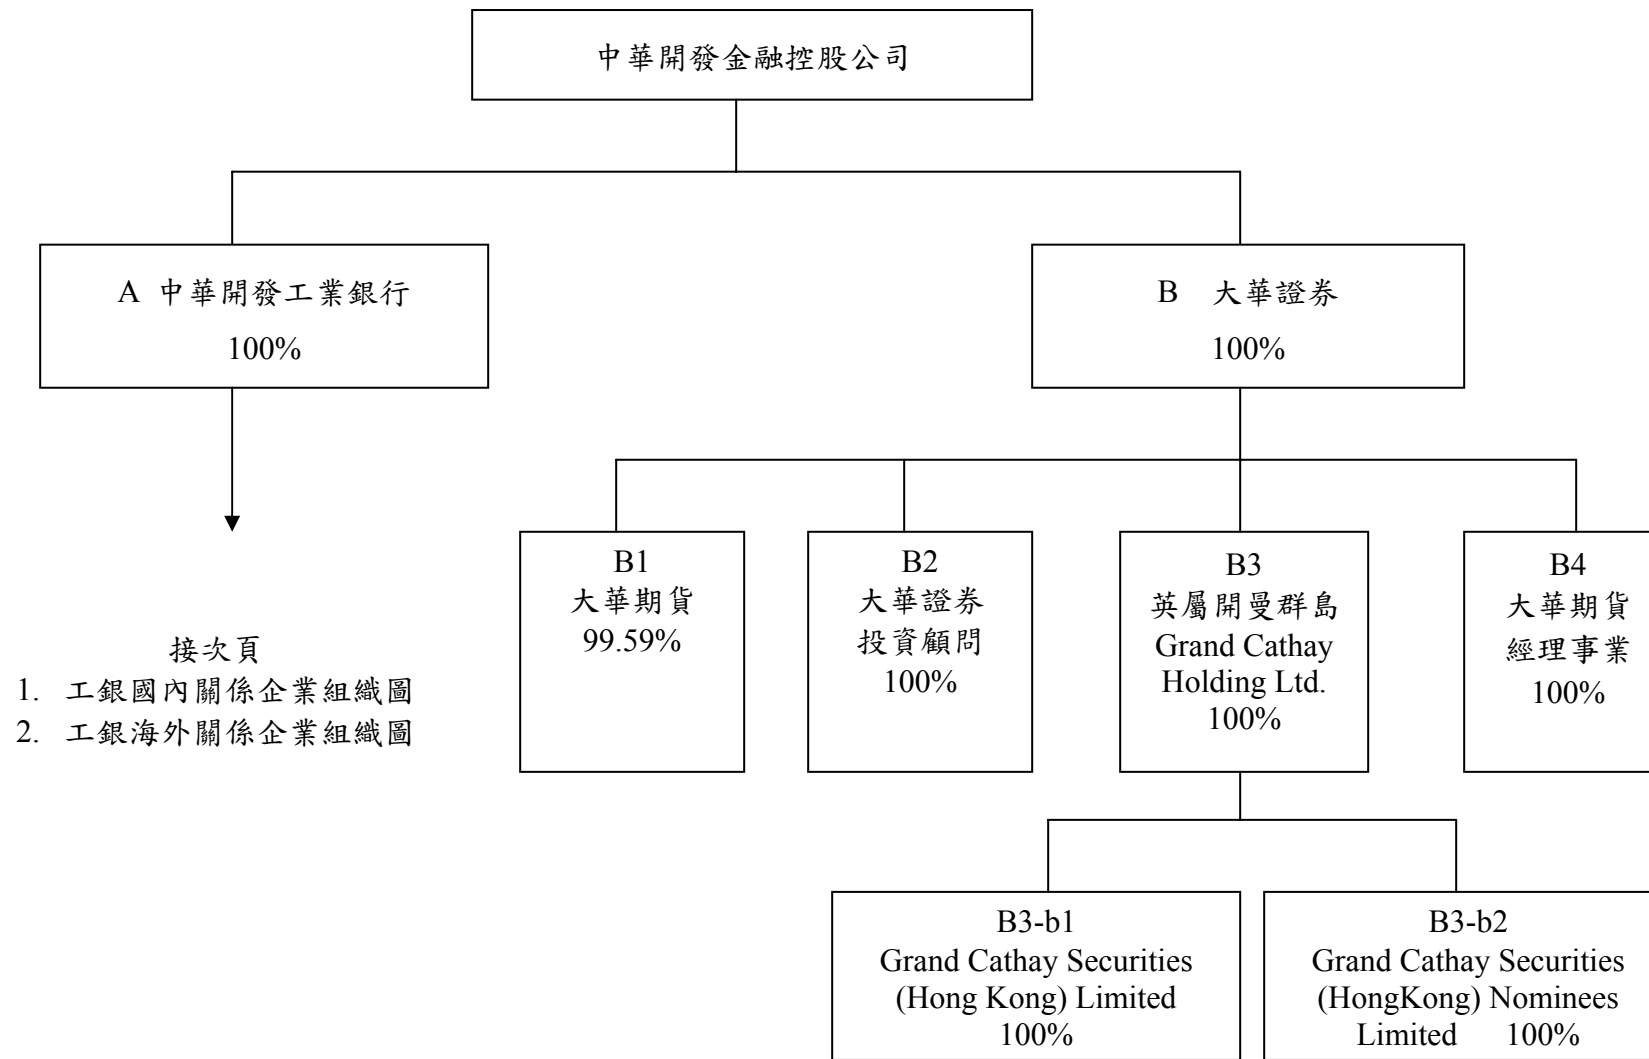 中華開發金融控股公司
A 中華開發工業銀行
100%
B 大華證券
100%
接次頁
1. 工銀國內關係企業組織圖
2. 工銀海外關係企業組織圖
B1
大華期貨
99.59%
B2
大華證券
投資顧問
100%
B3
英屬開曼群島
Grand Cathay
Holding Ltd.
100%
B4
大華期貨
經理事業
100%
B3-b1
Grand Cathay Securities
(Hong Kong) Limited
100%
B3-b2
Grand Cathay Securities
(HongKong) Nominees
Limited 100%